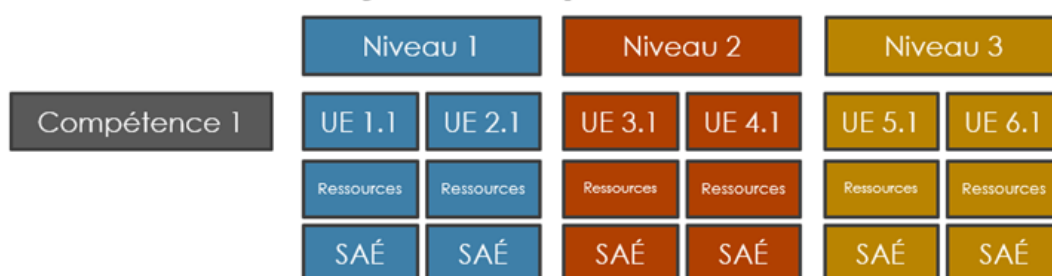 Niveau 1 Niveau 2 Niveau 3
Compétence 1 UE 1.1 UE 2.1 UE 3.1 UE 4.1 UE 5.1 UE 6.1
Ressources Ressources Ressources Ressources Ressources Ressources
SAÉ SAÉ SAÉ SAÉ SAÉ SAÉ